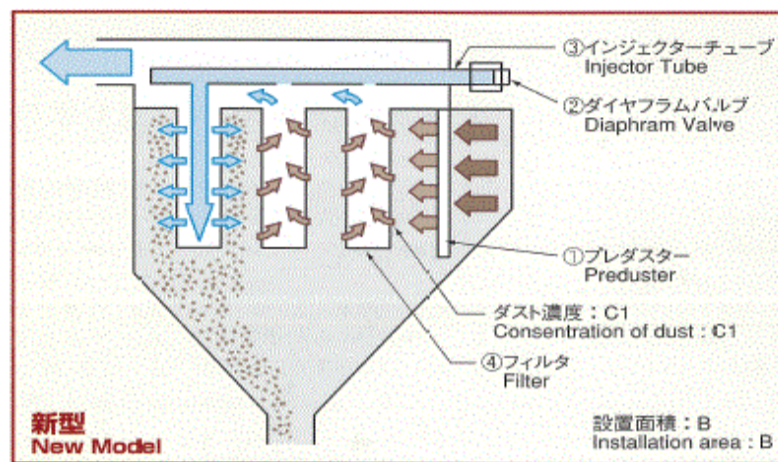 ③インジェクターチューブ
Injector Tube
②ダイヤフラムバルブ
Diaphram Valve
①プレダスター
Preduster
ダスト濃度：C1
Consentration of dust : C1
④フィルタ
Filter
新型
New Model
設置面積：B
Installation area : B